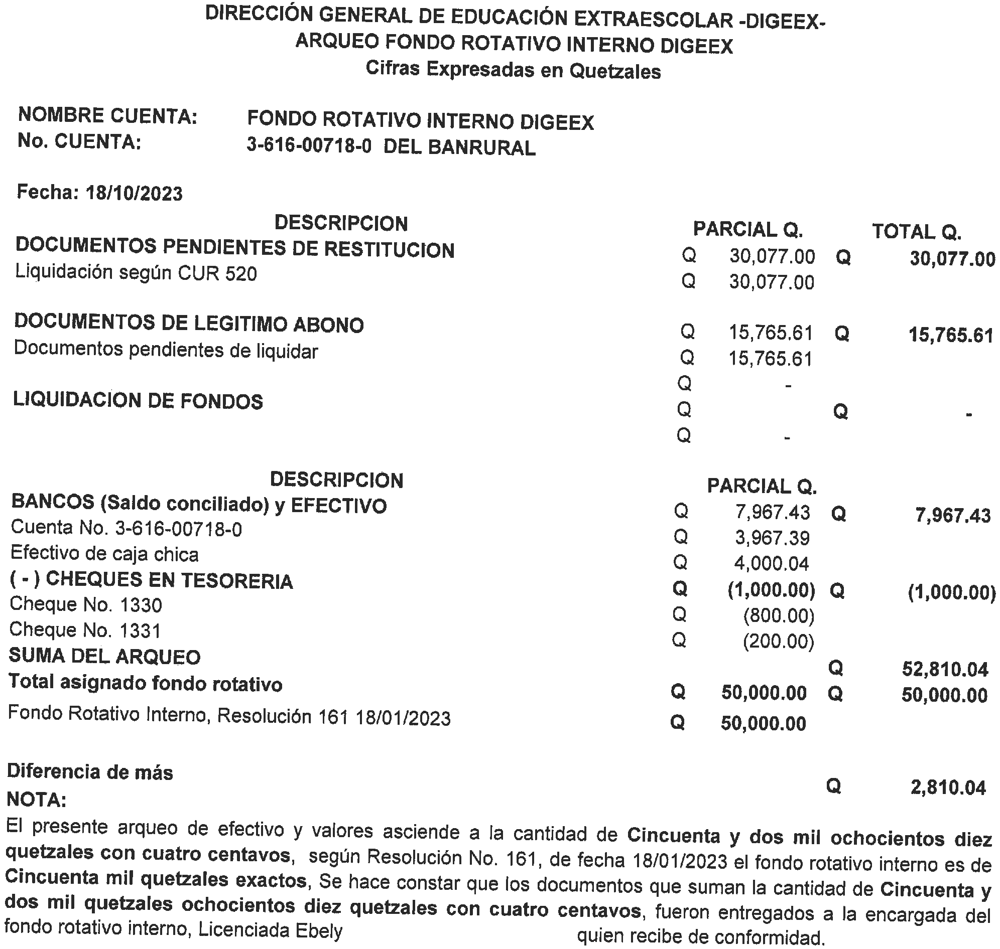 DIRECCIÓN GENERAL DE EDUCACIÓN EXTRAESCOLAR -DIGEEX-
ARQUEO FONDO ROTATIVO INTERNO DIGEEX
Cifras Expresadas en Quetzales
NOMBRE CUENTA: FONDO ROTATIVO INTERNO DIGEEX
No. CUENTA: 3-616-00718-0 DEL BANRURAL
Fecha: 18/10/2023
DESCRIPCION PARCIAL Q. TOTAL Q.
DOCUMENTOS PENDIENTES DE RESTITUCION Q 30,077.00 Q 30,077.00
Liquidación según CUR 520 Q 30,077.00
DOCUMENTOS DE LEGITIMO ABONO Q 15,765.61 Q 15,765.61
Documentos pendientes de liquidar Q 15,765.61
Q -
LIQUIDACION DE FONDOS Q Q -
Q -
DESCRIPCION PARCIAL Q.
BANCOS (Saldo conciliado) y EFECTIVO Q 7,967.43 Q 7,967.43
Cuenta No. 3-616-00718-0 Q 3,967.39
Efectivo de caja chica Q 4,000.04
( - ) CHEQUES EN TESORERIA Q (1,000.00) Q (1,000.00)
Cheque No. 1330 Q (800.00)
Cheque No. 1331 Q (200.00)
SUMA DEL ARQUEO Q 52,810.04
Total asignado fondo rotativo Q 50,000.00 Q 50,000.00
Fondo Rotativo Interno, Resolución 161 18/01/2023 Q 50,000.00
Diferencia de más Q 2,810.04
NOTA:
El presente arqueo de efectivo y valores asciende a la cantidad de Cincuenta y dos mil ochocientos diez
quetzales con cuatro centavos, según Resolución No. 161, de fecha 18/01/2023 el fondo rotativo interno es de
Cincuenta mil quetzales exactos, Se hace constar que los documentos que suman la cantidad de Cincuenta y
dos mil quetzales ochocientos diez quetzales con cuatro centavos, fueron entregados a la encargada del
fondo rotativo interno, Licenciada Ebely quien recibe de conformidad.